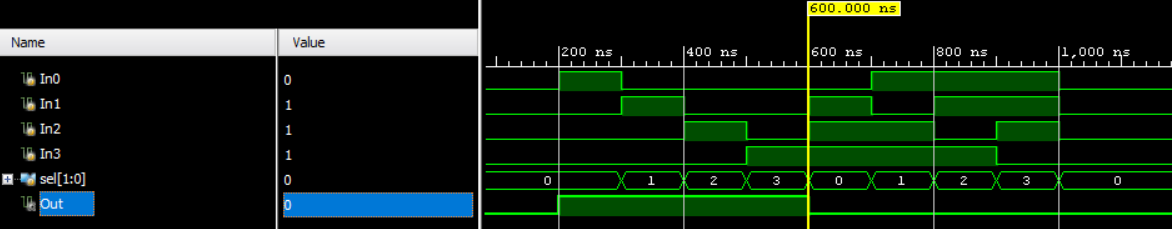 600.000 ns
Name Value
200 ns 400 ns 600 ns 800 ns 1,000 ns
In0 0
In1 1
In2 1
In3 1
sel[1:0] 0 0 1 2 3 0 1 2 3 0
Out 0